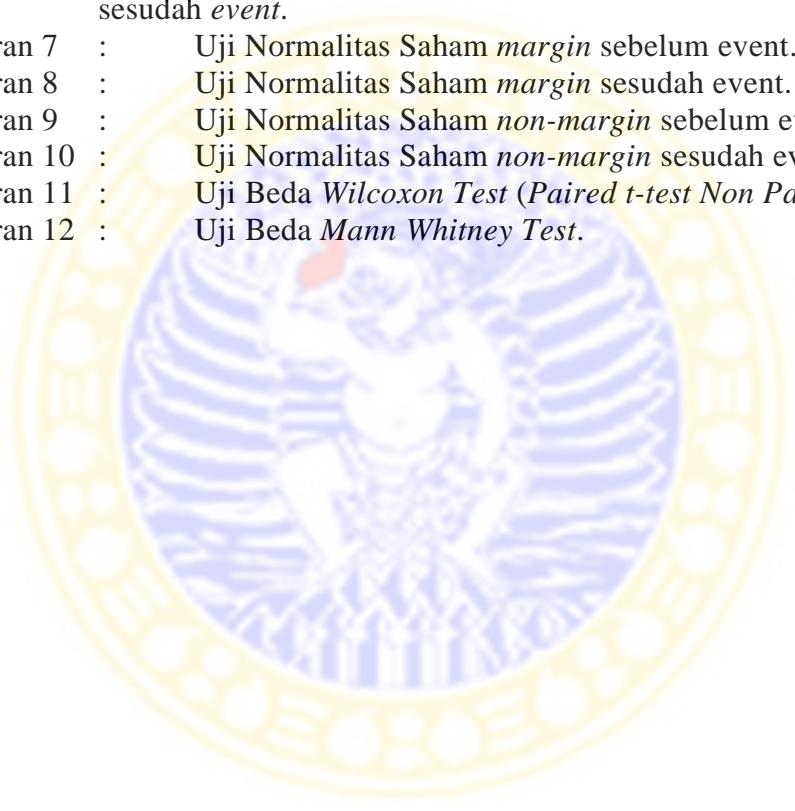 sesudah event.
ran 7 : Uji Normalitas Saham margin sebelum event.
ran 8 : Uji Normalitas Saham margin sesudah event.
ran 9 : Uji Normalitas Saham non-margin sebelum ev
ran 10 : Uji Normalitas Saham non-margin sesudah ev
ran 11 : Uji Beda Wilcoxon Test (Paired t-test Non Pa
ran 12 : Uji Beda Mann Whitney Test.